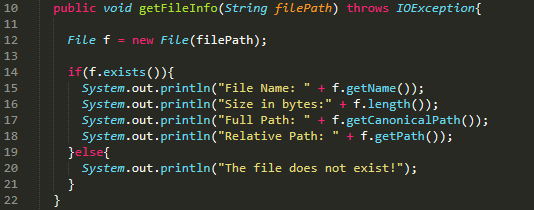 10 public void getFileInfo(String filePath) throws IOException{
11
12 File f = new File(filePath);
13
14 if(f.exists()){
15 System.out.println("File Name: " + f.getName());
16 System.out.println("Size in bytes:" + f.length());
17 System.out.println("Full Path: " + f.getCanonicalPath());
18 System.out.println("Relative Path: " + f.getPath());
19 }else{
20 System.out.println("The file does not exist!");
21 }
22 }